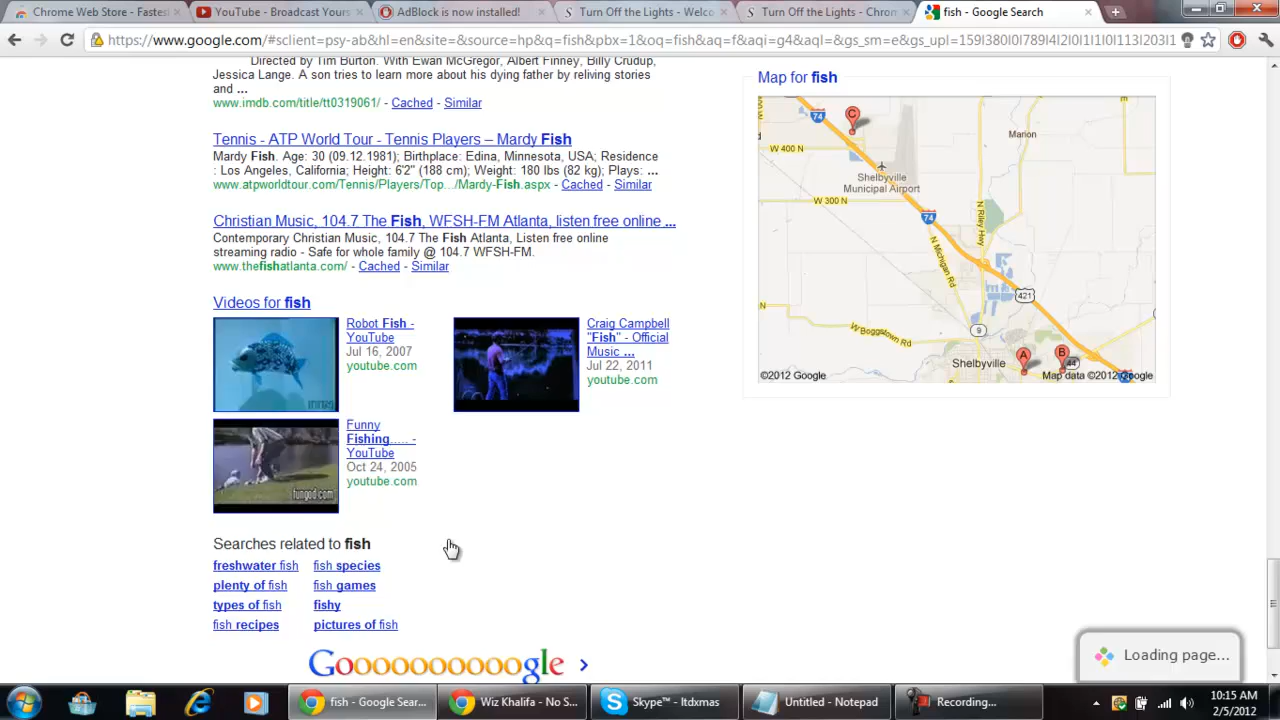 Chrome Web Store - Fastes
YouTube - Broadcast Yours
AdBlock is now installed!
Turn Off the Lights - Welco
Turn Off the Lights - Chrom
fish - Google Search
https://www.google.com/#sclient=psy-ab&hl=en&site=&source=hp&q=fish&pbx=1&oq=fish&aq=f&aqi=g4&aql=&gs_sm=e&gs_upl=159l380l0l789l4l2l0l1l1l0l113l203l1
Directed by Tim Burton. With Ewan McGregor, Albert Finney, Billy Crudup,
Jessica Lange. A son tries to learn more about his dying father by reliving stories
and ...
www.imdb.com/title/tt0319061/ - Cached - Similar
Tennis - ATP World Tour - Tennis Players – Mardy Fish
Mardy Fish. Age: 30 (09.12.1981); Birthplace: Edina, Minnesota, USA; Residence
: Los Angeles, California; Height: 6'2" (188 cm); Weight: 180 lbs (82 kg); Plays: ...
www.atpworldtour.com/Tennis/Players/Top.../Mardy-Fish.aspx - Cached - Similar
Christian Music, 104.7 The Fish, WFSH-FM Atlanta, listen free online ...
Contemporary Christian Music, 104.7 The Fish Atlanta, Listen free online
streaming radio - Safe for whole family @ 104.7 WFSH-FM.
www.thefishatlanta.com/ - Cached - Similar
Videos for fish
Robot Fish -
YouTube
Jul 16, 2007
youtube.com
Craig Campbell
"Fish" - Official
Music ...
Jul 22, 2011
youtube.com
Funny
Fishing..... -
YouTube
Oct 24, 2005
youtube.com
fungod.com
Searches related to fish
freshwater fish
fish species
plenty of fish
fish games
types of fish
fishy
fish recipes
pictures of fish
Goooooooooogle
Map for fish
74
C
Marion
W 400 N
Shelbyville
Municipal Airport
W 300 N
74
N Riley Hwy
N Michigan Rd
421
N
9
W Boggstown Rd
Shelbyville
A
B
44
74
©2012 Google
Map data ©2012 Google
Loading page...
fish - Google Sear...
Wiz Khalifa - No S...
Skype™ - ltdxmas
Untitled - Notepad
Recording...
10:15 AM
2/5/2012